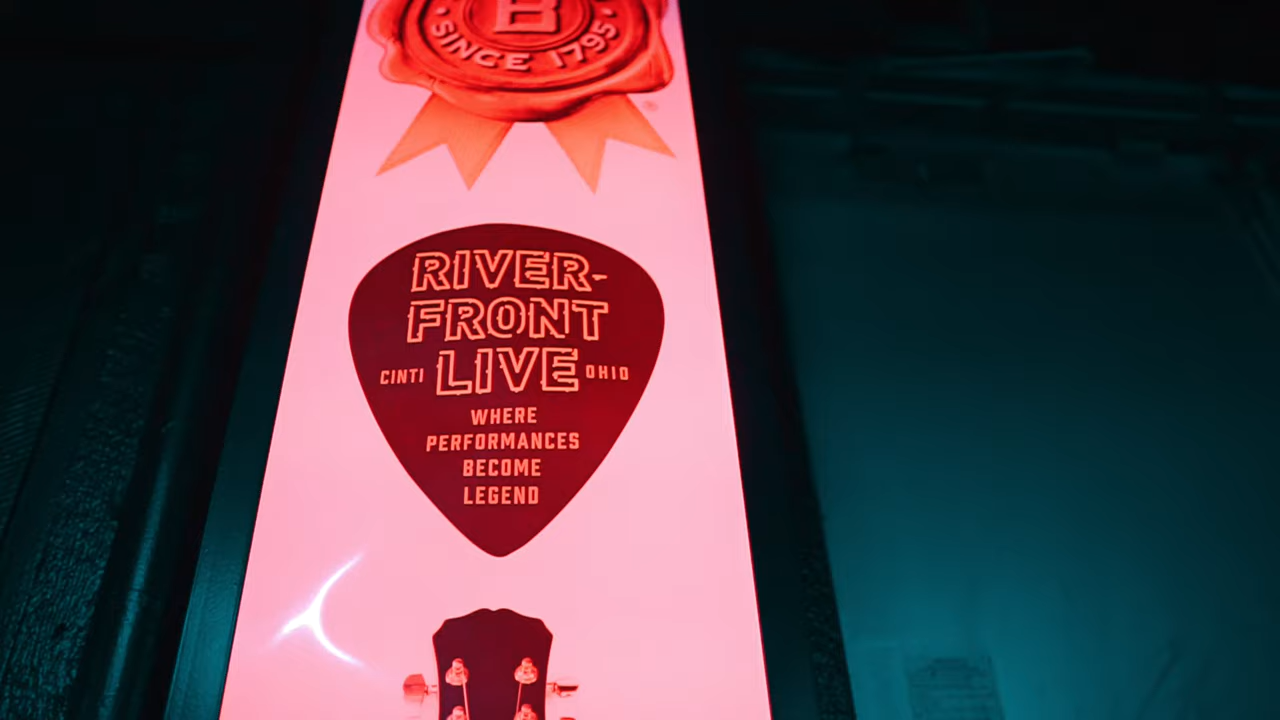 B
SINCE 1795
RIVER-
FRONT
CINTI LIVE OHIO
WHERE
PERFORMANCES
BECOME
LEGEND